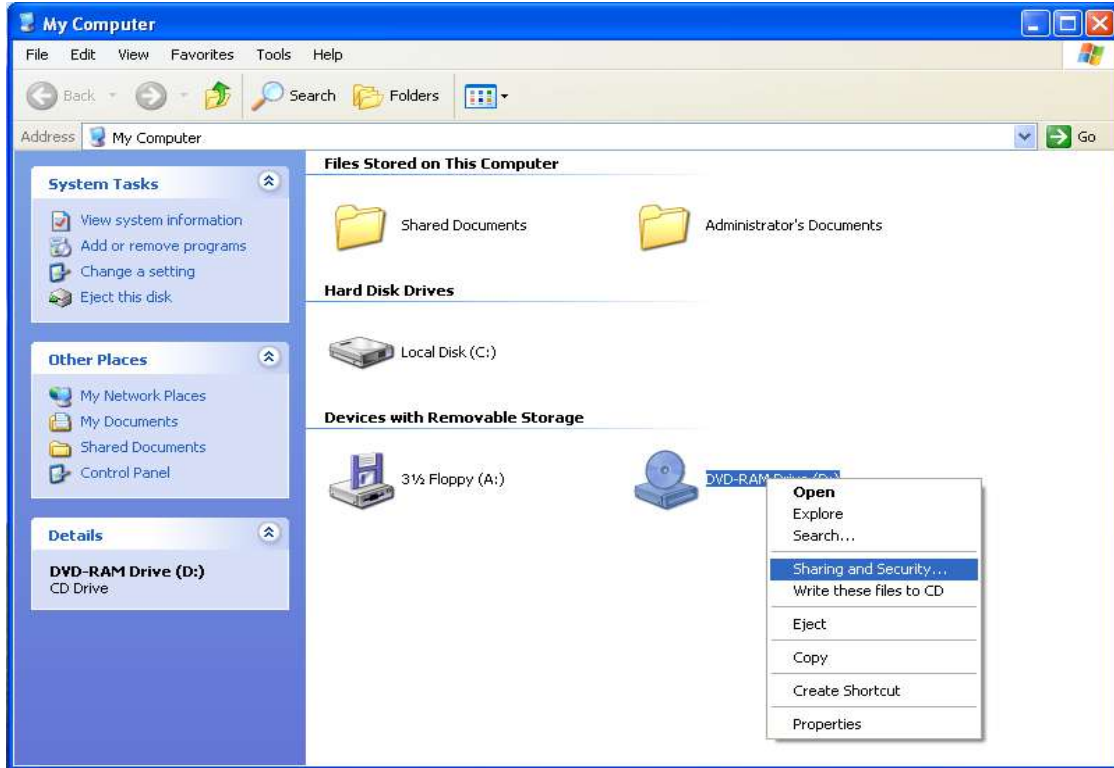 My Computer
File Edit View Favorites Tools Help
Back Search Folders
Address My Computer Go
System Tasks
View system information
Add or remove programs
Change a setting
Eject this disk
Other Places
My Network Places
My Documents
Shared Documents
Control Panel
Details
DVD-RAM Drive (D:)
CD Drive
Files Stored on This Computer
Shared Documents
Administrator's Documents
Hard Disk Drives
Local Disk (C:)
Devices with Removable Storage
3½ Floppy (A:)
DVD-RAM Drive (D:)
Open
Explore
Search...
Sharing and Security...
Write these files to CD
Eject
Copy
Create Shortcut
Properties